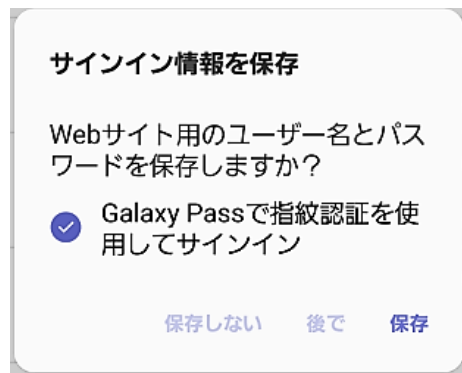 サインイン情報を保存
Webサイト用のユーザー名とパス
ワードを保存しますか？
Galaxy Passで指紋認証を使
用してサインイン
保存しない 後で 保存